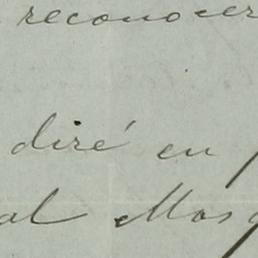 reconocer
diré en
al Mos